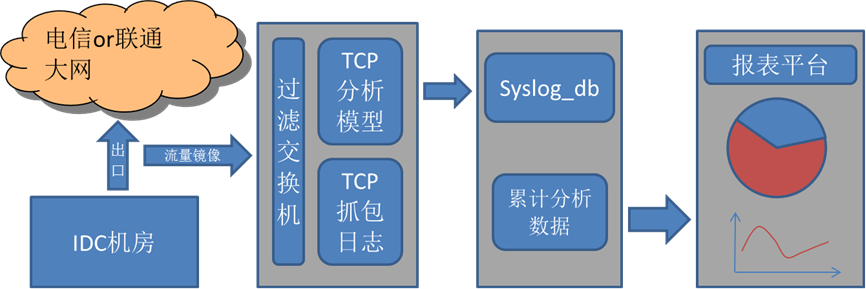 电信or联通
大网
出
口
流量镜像
IDC机房
过
滤
交
换
机
TCP
分析
模型
TCP
抓包
日志
Syslog_db
累计分析
数据
报表平台